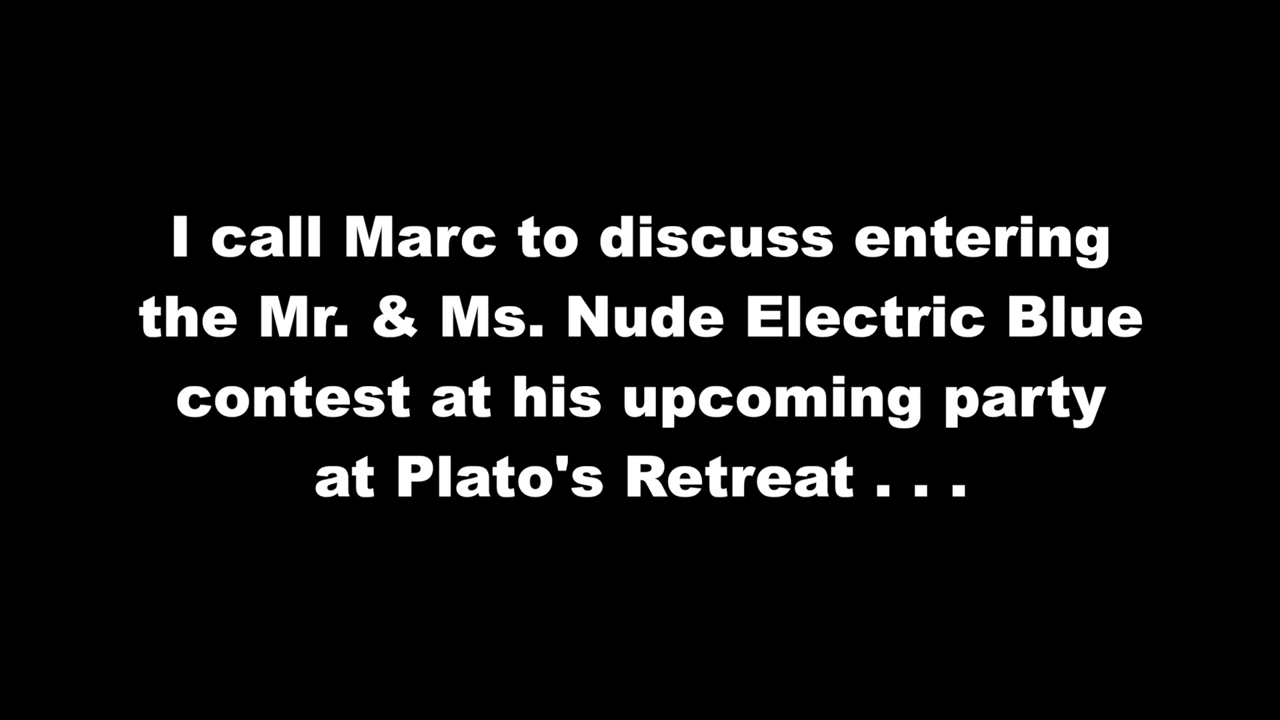 I call Marc to discuss entering
the Mr. & Ms. Nude Electric Blue
contest at his upcoming party
at Plato's Retreat . . .